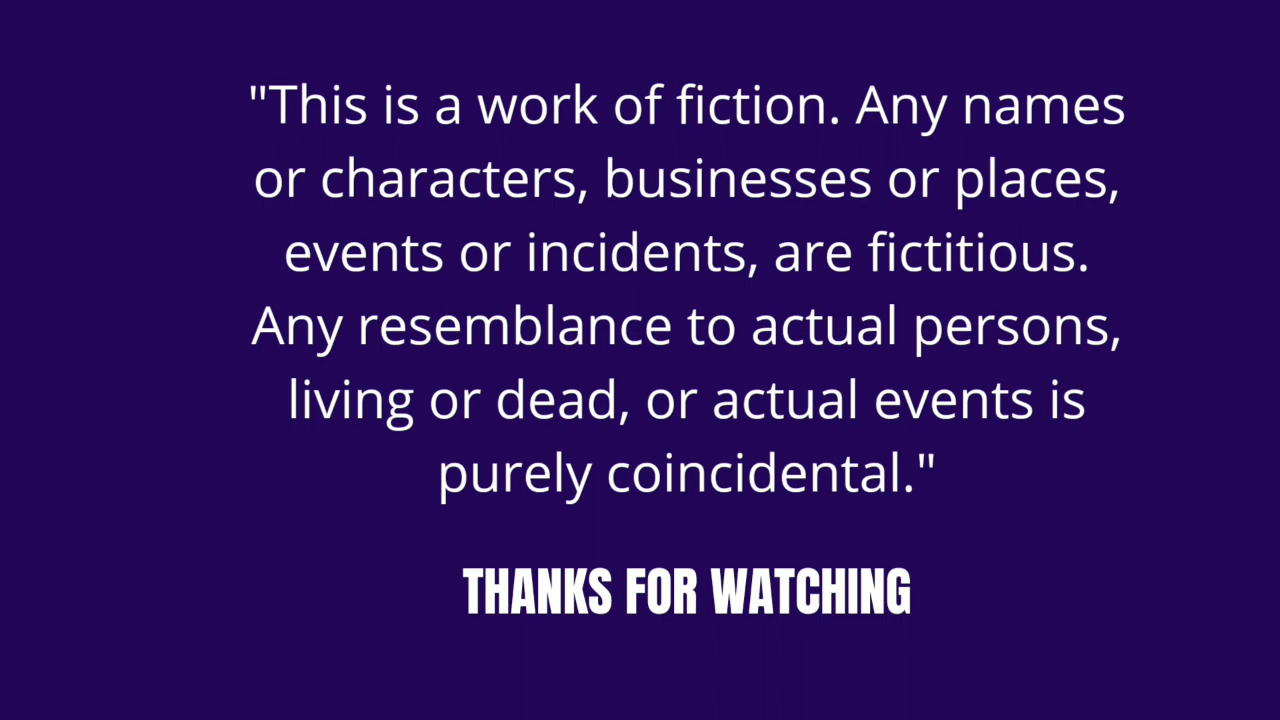 "This is a work of fiction. Any names
or characters, businesses or places,
events or incidents, are fictitious.
Any resemblance to actual persons,
living or dead, or actual events is
purely coincidental."
THANKS FOR WATCHING